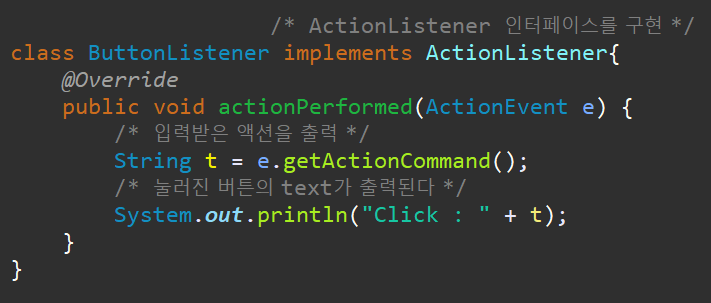 /* ActionListener 인터페이스를 구현 */
class ButtonListener implements ActionListener{
@Override
public void actionPerformed(ActionEvent e) {
/* 입력받은 액션을 출력 */
String t = e.getActionCommand();
/* 눌러진 버튼의 text가 출력된다 */
System.out.println("Click : " + t);
}
}